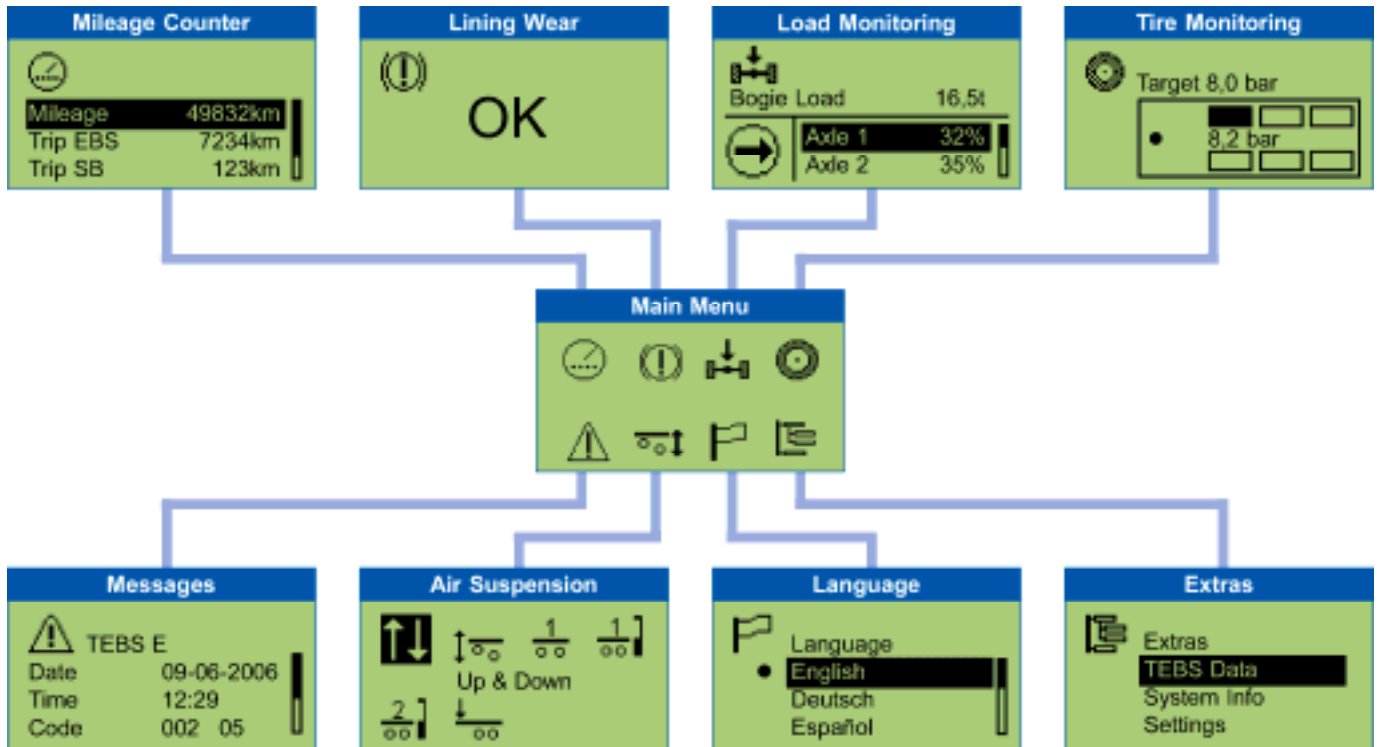 Mileage Counter
Mileage 49832km
Trip EBS 7234km
Trip SB 123km
Lining Wear
OK
Load Monitoring
Bogie Load 16,5t
Axle 1 32%
Axle 2 35%
Tire Monitoring
Target 8,0 bar
8,2 bar
Main Menu
Messages
TEBS E
Date 09-06-2006
Time 12:29
Code 002 05
Air Suspension
1 1
Up & Down
2
Language
Language
English
Deutsch
Español
Extras
Extras
TEBS Data
System Info
Settings